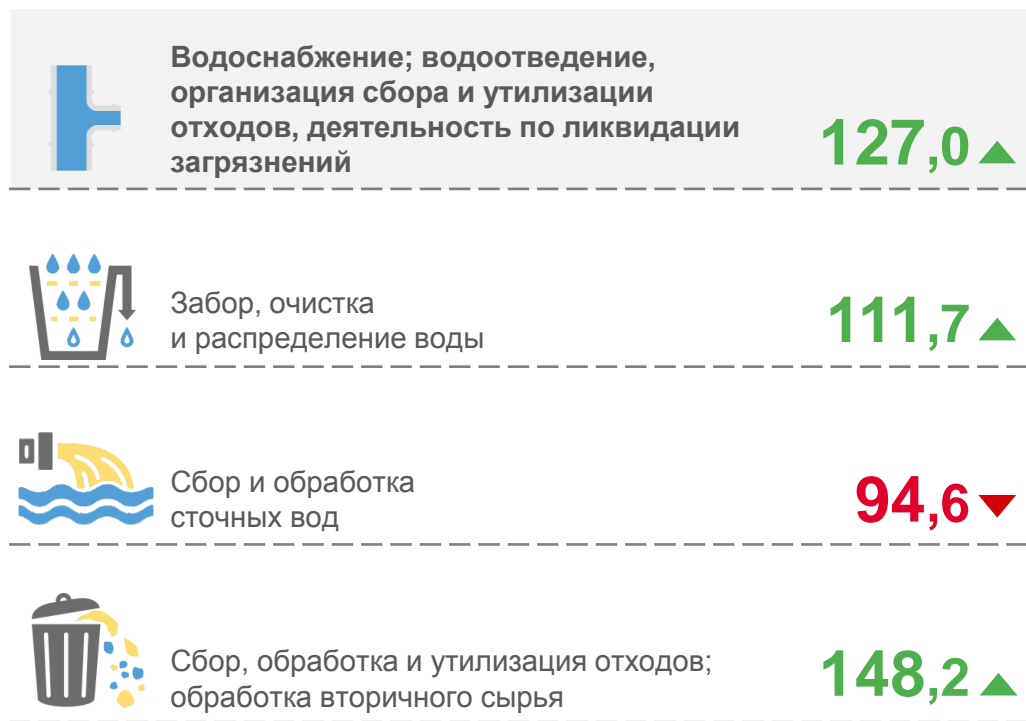 Водоснабжение; водоотведение,
организация сбора и утилизации
отходов, деятельность по ликвидации
загрязнений
127,0
Забор, очистка
и распределение воды
111,7
Сбор и обработка
сточных вод
94,6
Сбор, обработка и утилизация отходов;
обработка вторичного сырья
148,2